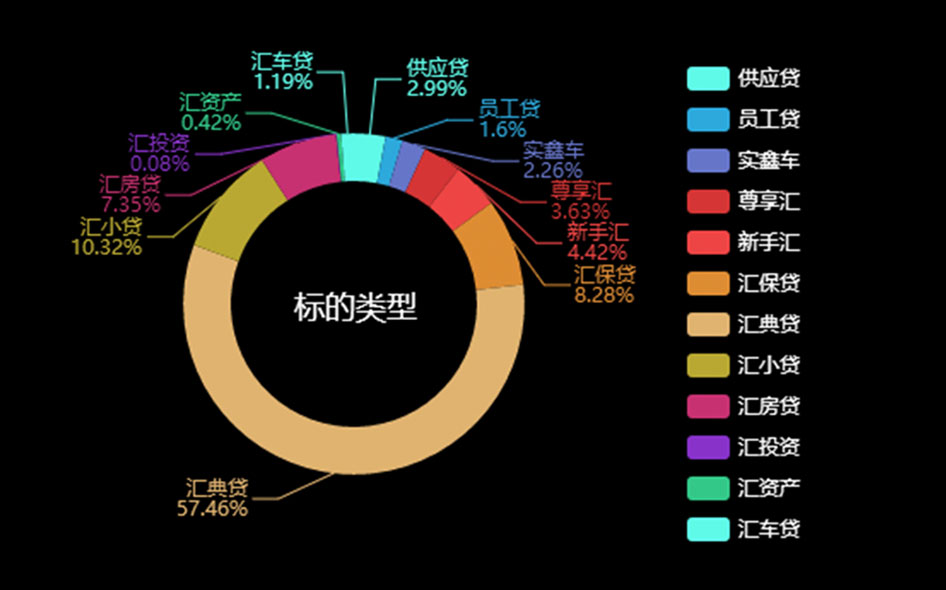 汇车贷
1.19%
供应贷
2.99%
汇资产
0.42%
员工贷
1.6%
汇投资
0.08%
实鑫车
2.26%
汇房贷
7.35%
尊享汇
3.63%
汇小贷
10.32%
新手汇
4.42%
汇保贷
8.28%
标的类型
汇典贷
57.46%
供应贷
员工贷
实鑫车
尊享汇
新手汇
汇保贷
汇典贷
汇小贷
汇房贷
汇投资
汇资产
汇车贷